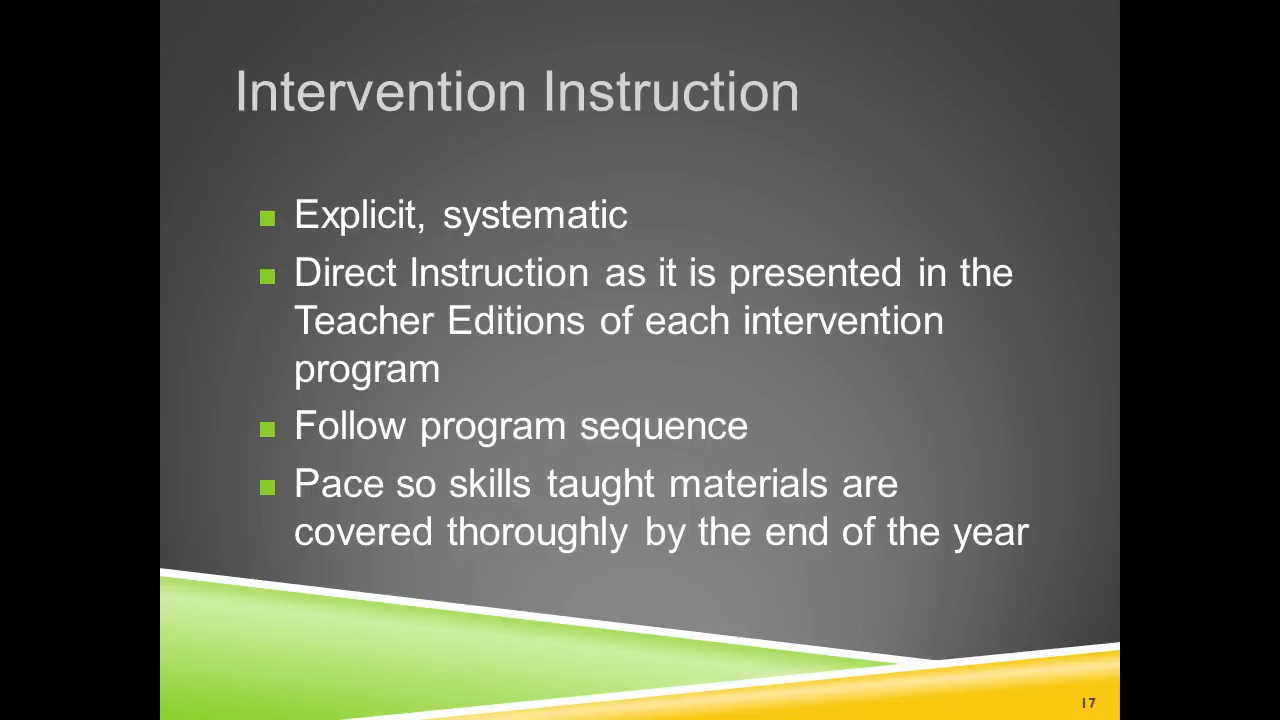 Intervention Instruction
Explicit, systematic
Direct Instruction as it is presented in the
Teacher Editions of each intervention
program
Follow program sequence
Pace so skills taught materials are
covered thoroughly by the end of the year
17